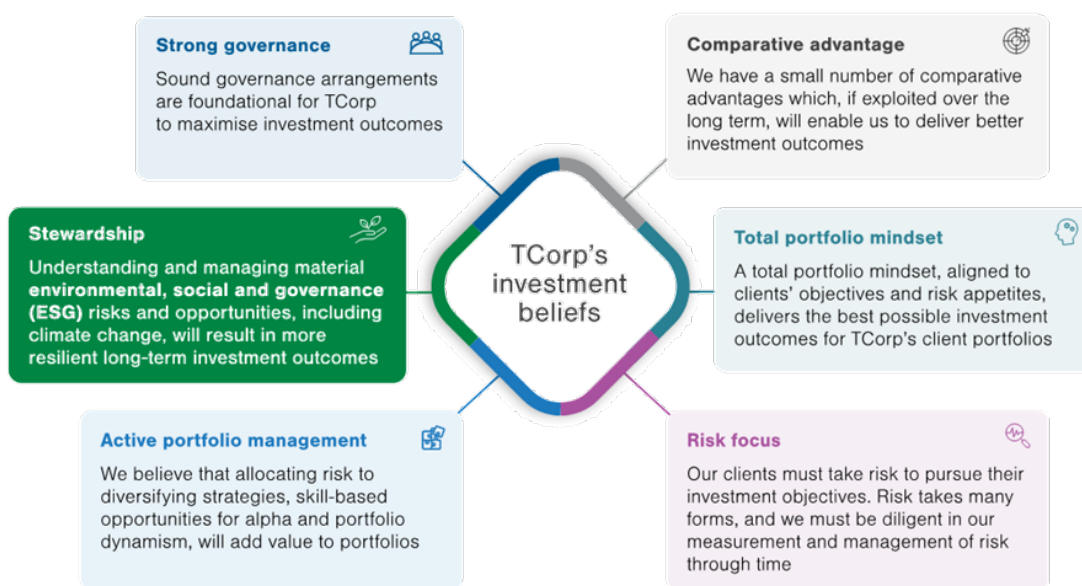 Strong governance
Sound governance arrangements
are foundational for TCorp
to maximise investment outcomes
Comparative advantage
We have a small number of comparative
advantages which, if exploited over the
long term, will enable us to deliver better
investment outcomes
Stewardship
Understanding and managing material
environmental, social and governance
(ESG) risks and opportunities, including
climate change, will result in more
resilient long-term investment outcomes
TCorp's
investment
beliefs
Total portfolio mindset
A total portfolio mindset, aligned to
clients' objectives and risk appetites,
delivers the best possible investment
outcomes for TCorp's client portfolios
Active portfolio management
We believe that allocating risk to
diversifying strategies, skill-based
opportunities for alpha and portfolio
dynamism, will add value to portfolios
Risk focus
Our clients must take risk to pursue their
investment objectives. Risk takes many
forms, and we must be diligent in our
measurement and management of risk
through time